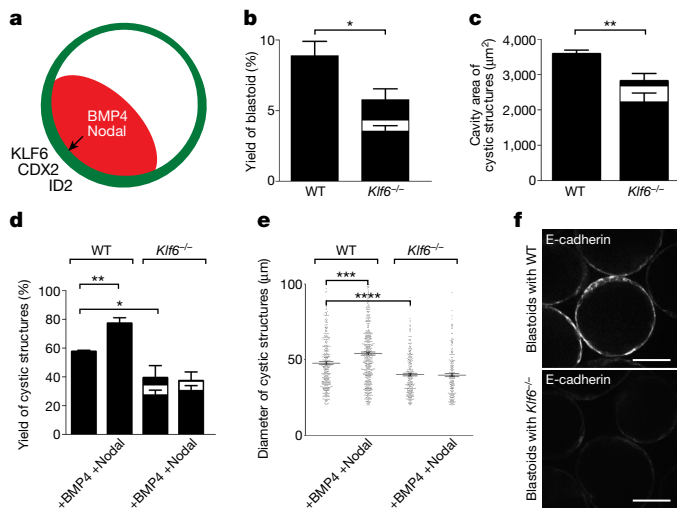 a
BMP4
Nodal
KLF6
CDX2
ID2
b
Yield of blastoid (%)
10
5
0
*
WT
Klf6–/–
c
Cavity area of
cystic structures (μm²)
4,000
3,000
2,000
1,000
0
**
WT
Klf6–/–
d
Yield of cystic structures (%)
WT
Klf6–/–
100
80
60
40
20
0
**
*
+BMP4 +Nodal
+BMP4 +Nodal
e
Diameter of cystic structures (μm)
WT
Klf6–/–
100
50
0
***
****
+BMP4 +Nodal
+BMP4 +Nodal
f
Blastoids with WT
E-cadherin
Blastoids with Klf6–/–
E-cadherin